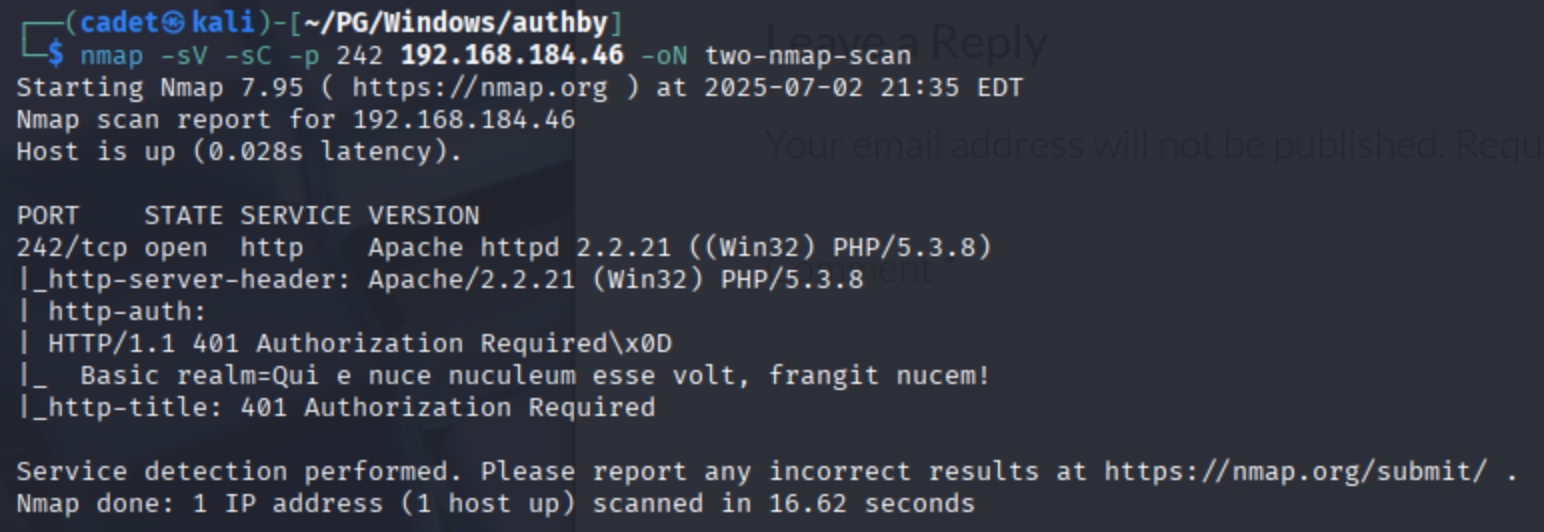 ┌──(cadet㉿kali)-[~/PG/Windows/authby]
└─$ nmap -sV -sC -p 242 192.168.184.46 -oN two-nmap-scan
Leave a Reply
Starting Nmap 7.95 ( https://nmap.org ) at 2025-07-02 21:35 EDT
Nmap scan report for 192.168.184.46
Host is up (0.028s latency).
Your email address will not be published.
PORT    STATE SERVICE VERSION
242/tcp open  http    Apache httpd 2.2.21 ((Win32) PHP/5.3.8)
|_http-server-header: Apache/2.2.21 (Win32) PHP/5.3.8
| http-auth:
| HTTP/1.1 401 Authorization Required\x0D
|_  Basic realm=Qui e nuce nuculeum esse volt, frangit nucem!
|_http-title: 401 Authorization Required
Service detection performed. Please report any incorrect results at https://nmap.org/submit/ .
Nmap done: 1 IP address (1 host up) scanned in 16.62 seconds